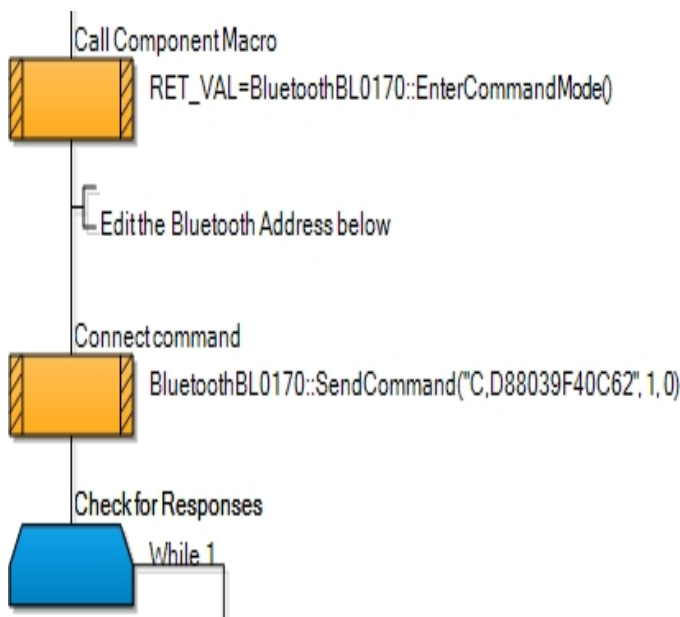 Call Component Macro
RET_VAL=BluetoothBL0170::EnterCommandMode()
Edit the Bluetooth Address below
Connect command
BluetoothBL0170::SendCommand("C,D88039F40C62", 1, 0)
Check for Responses
While 1